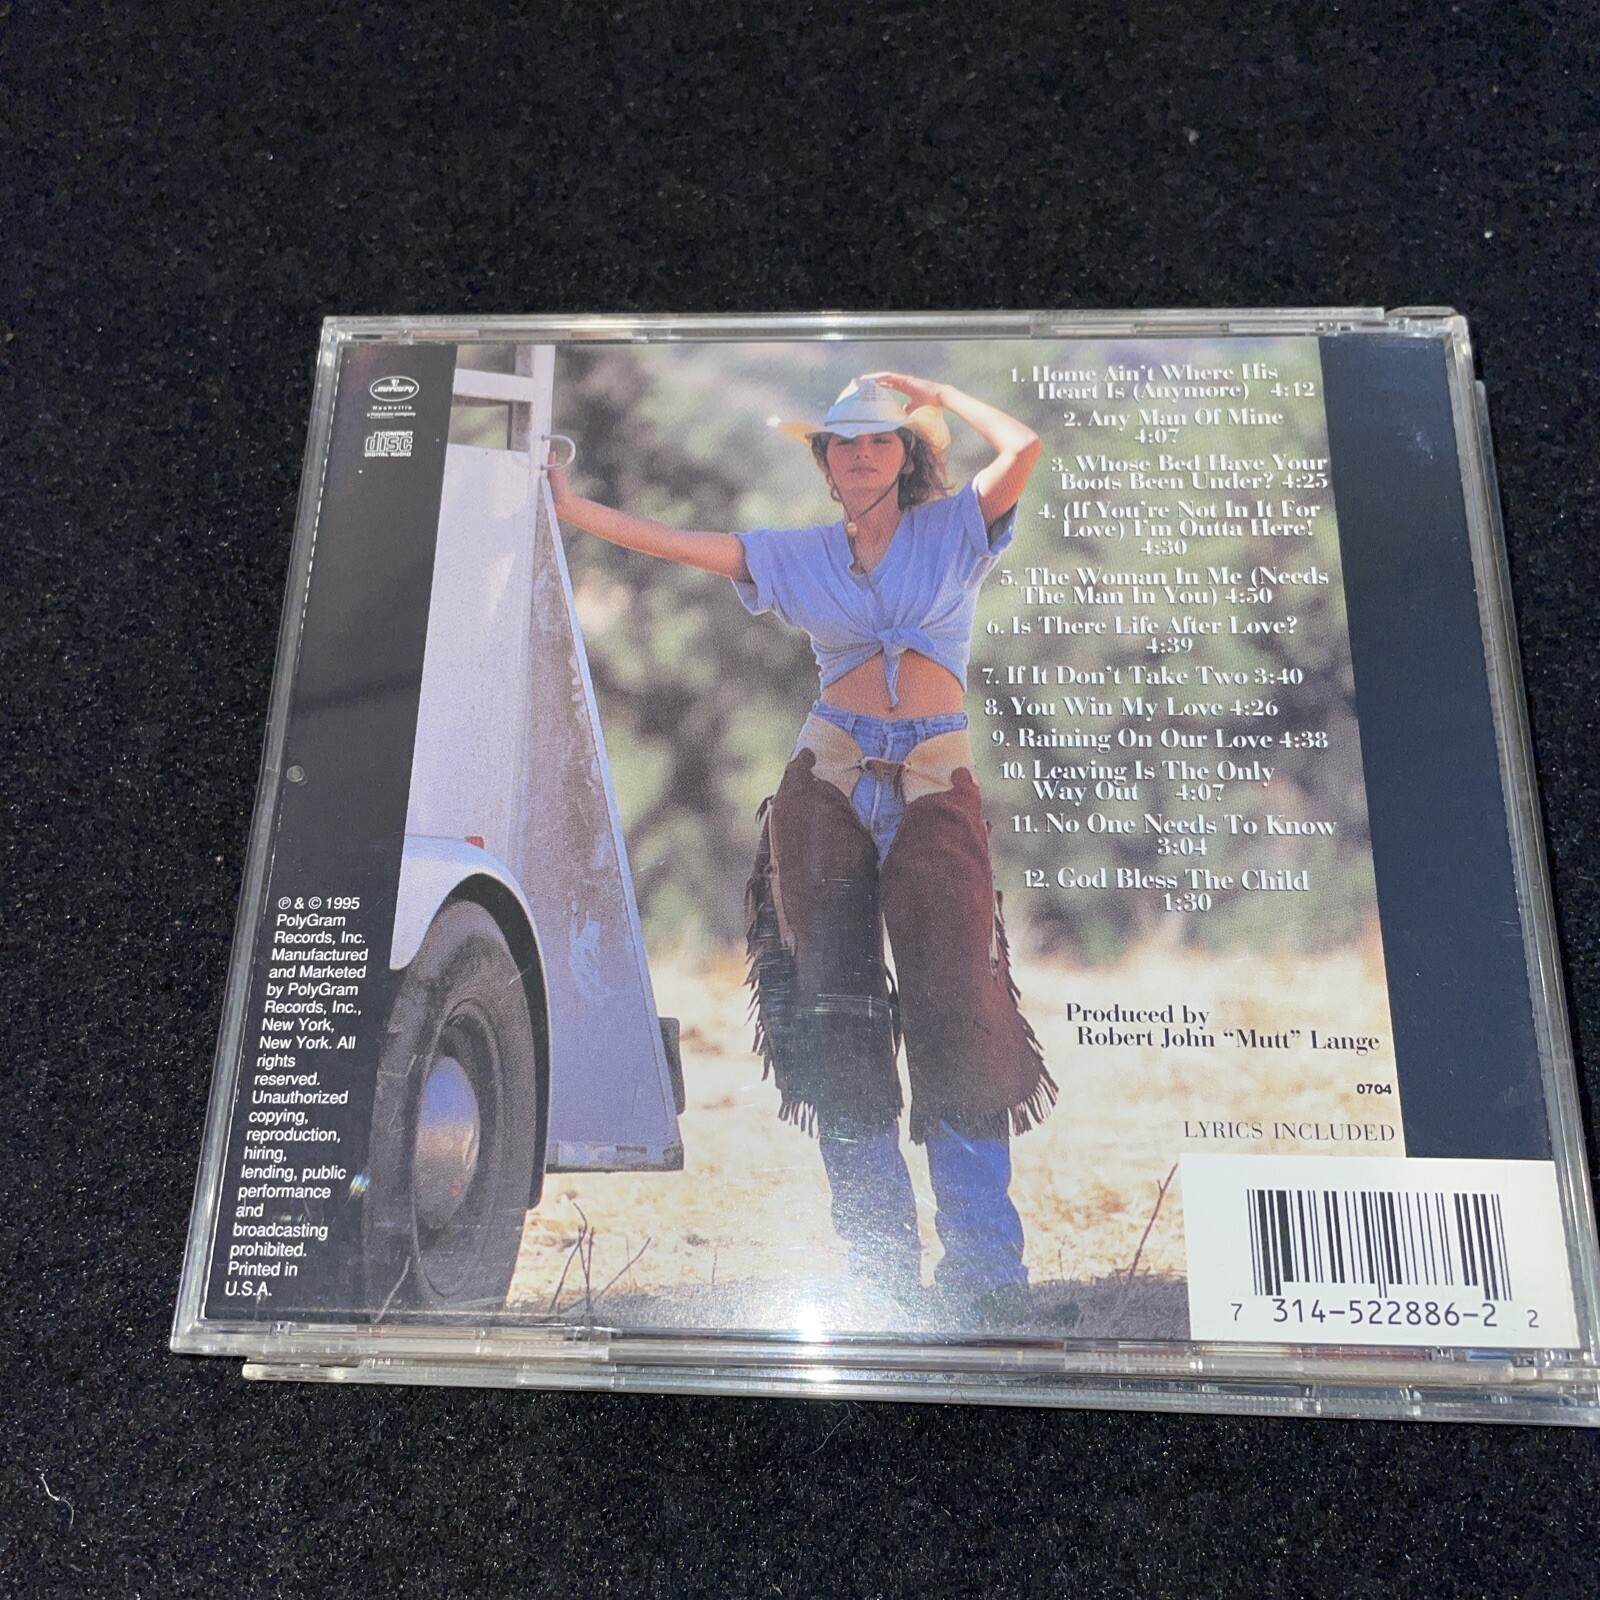 mercury
Nashville
a PolyGram company
COMPACT
disc
DIGITAL AUDIO
1. Home Ain't Where His
Heart Is (Anymore) 4:12
2. Any Man Of Mine
4:07
3. Whose Bed Have Your
Boots Been Under? 4:25
4. (If You're Not In It For
Love) I'm Outta Here!
4:30
5. The Woman In Me (Needs
The Man In You) 4:50
6. Is There Life After Love?
4:39
7. If It Don't Take Two 3:40
8. You Win My Love 4:26
9. Raining On Our Love 4:38
10. Leaving Is The Only
Way Out 4:07
11. No One Needs To Know
3:04
12. God Bless The Child
1:30
℗ & © 1995
PolyGram
Records, Inc.
Manufactured
and Marketed
by PolyGram
Records, Inc.,
New York,
New York. All
rights
reserved.
Unauthorized
copying,
reproduction,
hiring,
lending, public
performance
and
broadcasting
prohibited.
Printed in
U.S.A.
Produced by
Robert John “Mutt” Lange
0704
LYRICS INCLUDED
7 314-522886-2 2